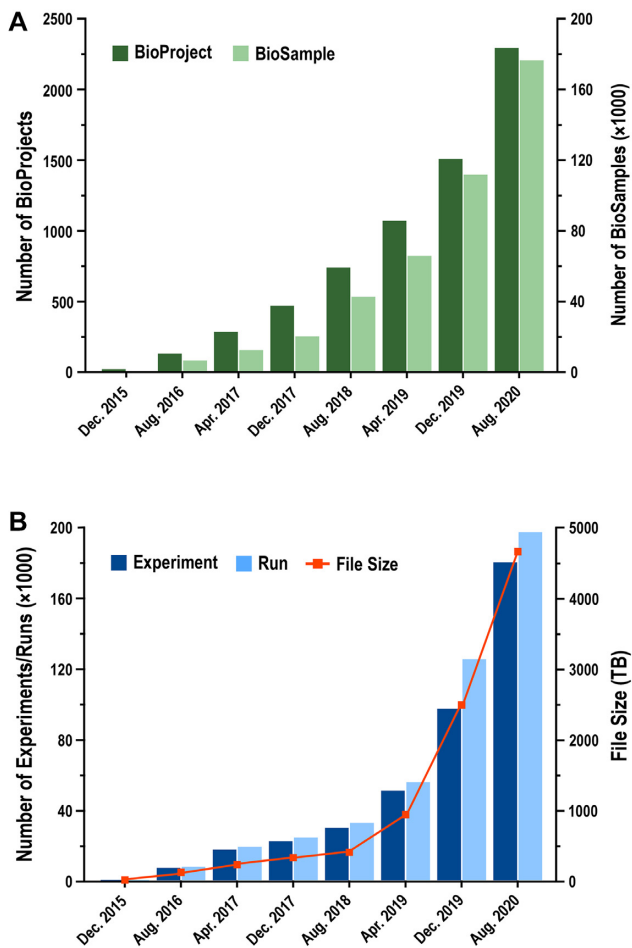 A
BioProject
BioSample
Number of BioProjects
2500
2000
1500
1000
500
0
Number of BioSamples (×1000)
200
160
120
80
40
0
Dec. 2015
Aug. 2016
Apr. 2017
Dec. 2017
Aug. 2018
Apr. 2019
Dec. 2019
Aug. 2020
B
Experiment
Run
File Size
Number of Experiments/Runs (×1000)
200
160
120
80
40
0
File Size (TB)
5000
4000
3000
2000
1000
0
Dec. 2015
Aug. 2016
Apr. 2017
Dec. 2017
Aug. 2018
Apr. 2019
Dec. 2019
Aug. 2020